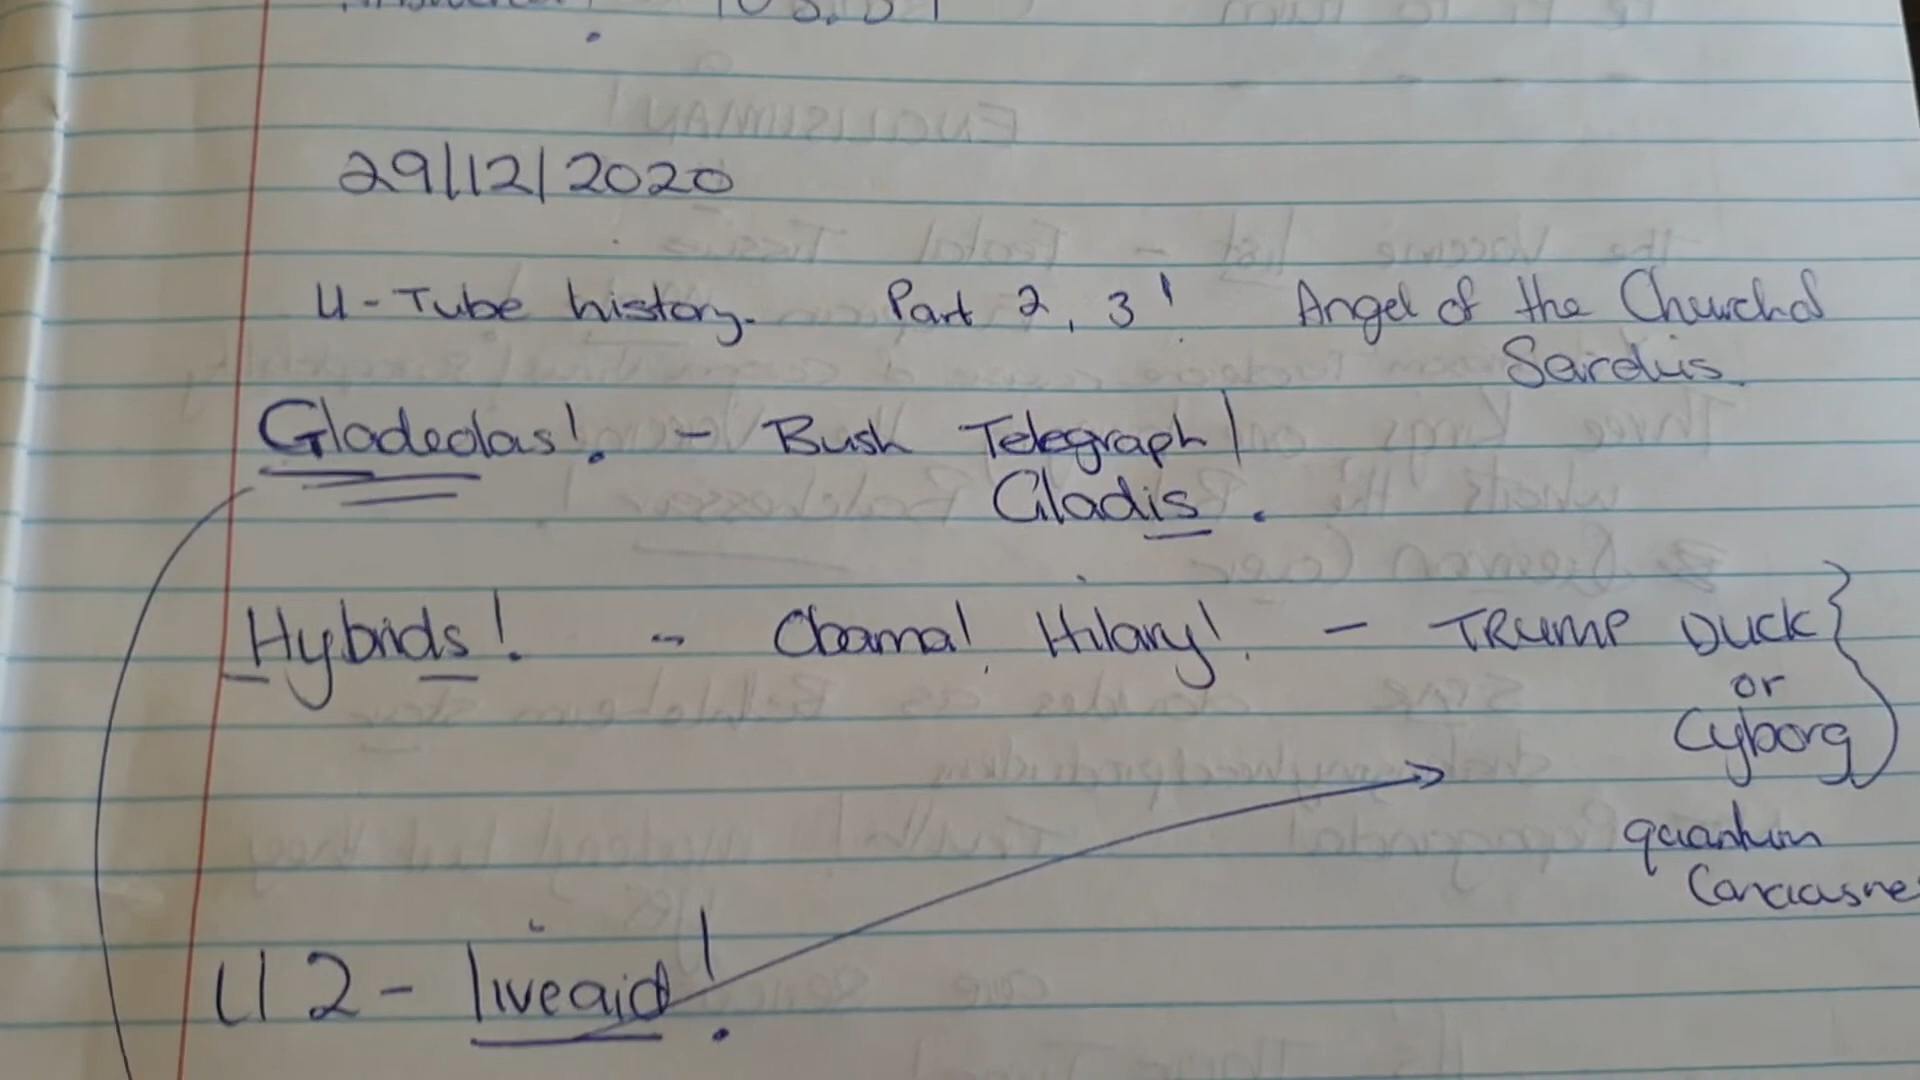 29/12/2020
U-Tube history. Part 2, 3! Angel of the Church of
Sardus.
Gladeolas! - Bush Telegraph!
Gladis.
Hybrids! - Obama! Hilary! - TRUMP DUCK
or
Cyborg
quantum
U2 - liveaid!